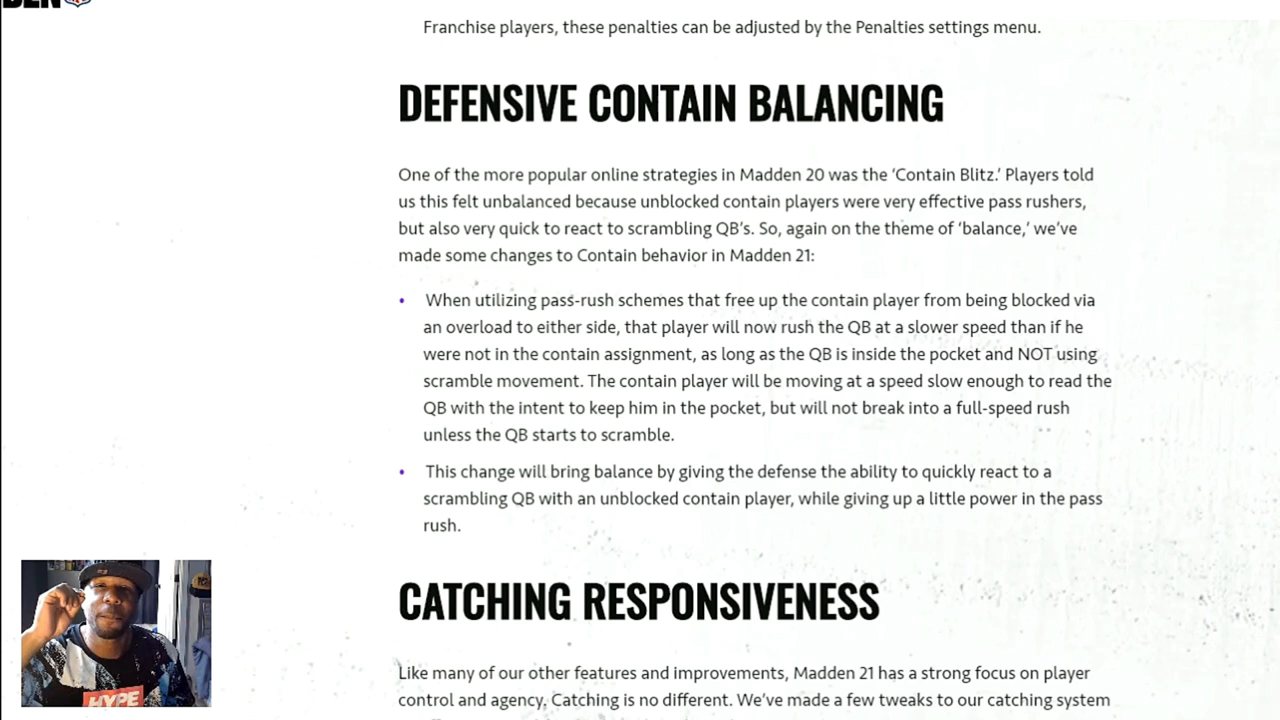 Franchise players, these penalties can be adjusted by the Penalties settings menu.
DEFENSIVE CONTAIN BALANCING
One of the more popular online strategies in Madden 20 was the ‘Contain Blitz.’ Players told
us this felt unbalanced because unblocked contain players were very effective pass rushers,
but also very quick to react to scrambling QB’s. So, again on the theme of ‘balance,’ we’ve
made some changes to Contain behavior in Madden 21:
• When utilizing pass-rush schemes that free up the contain player from being blocked via
an overload to either side, that player will now rush the QB at a slower speed than if he
were not in the contain assignment, as long as the QB is inside the pocket and NOT using
scramble movement. The contain player will be moving at a speed slow enough to read the
QB with the intent to keep him in the pocket, but will not break into a full-speed rush
unless the QB starts to scramble.
• This change will bring balance by giving the defense the ability to quickly react to a
scrambling QB with an unblocked contain player, while giving up a little power in the pass
rush.
CATCHING RESPONSIVENESS
Like many of our other features and improvements, Madden 21 has a strong focus on player
control and agency. Catching is no different. We’ve made a few tweaks to our catching system
HYPE